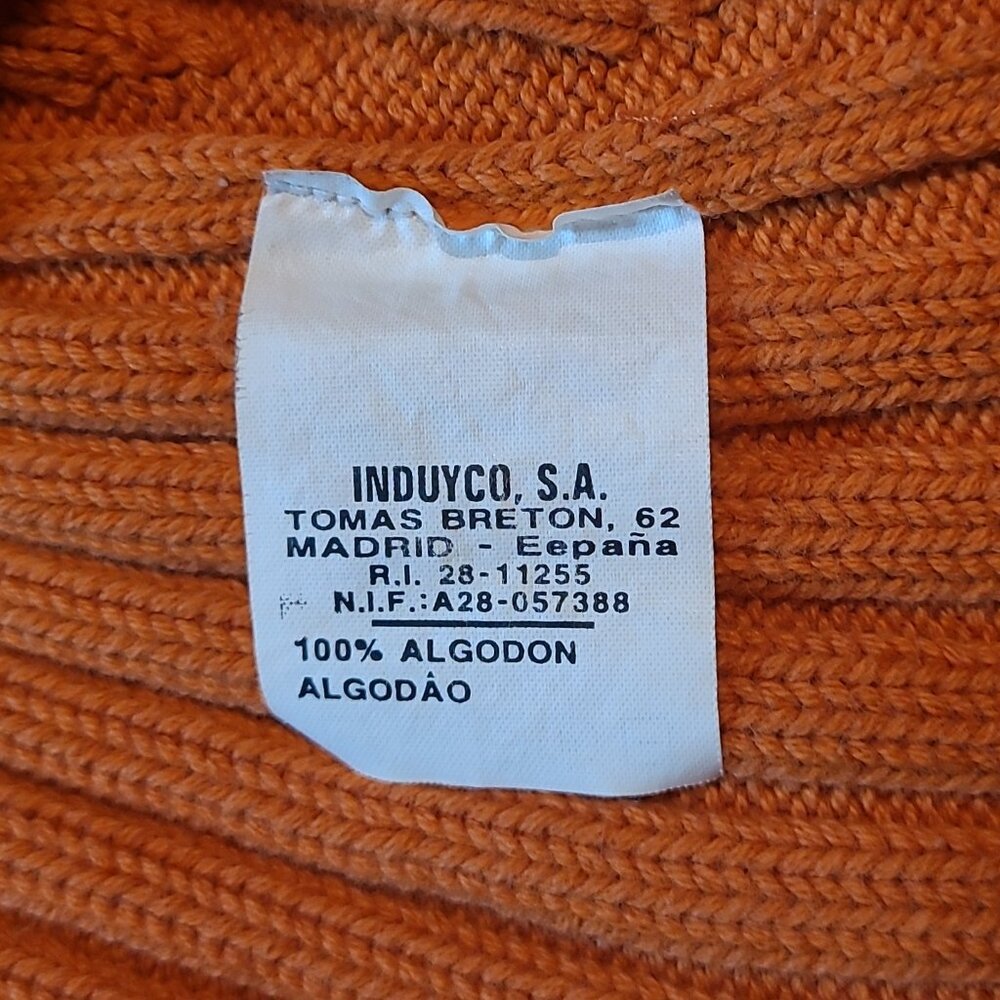 INDUYCO, S.A.
TOMAS BRETON, 62
MADRID - Eepaña
R.I. 28-11255
N.I.F.:A28-057388
100% ALGODON
ALGODÂO